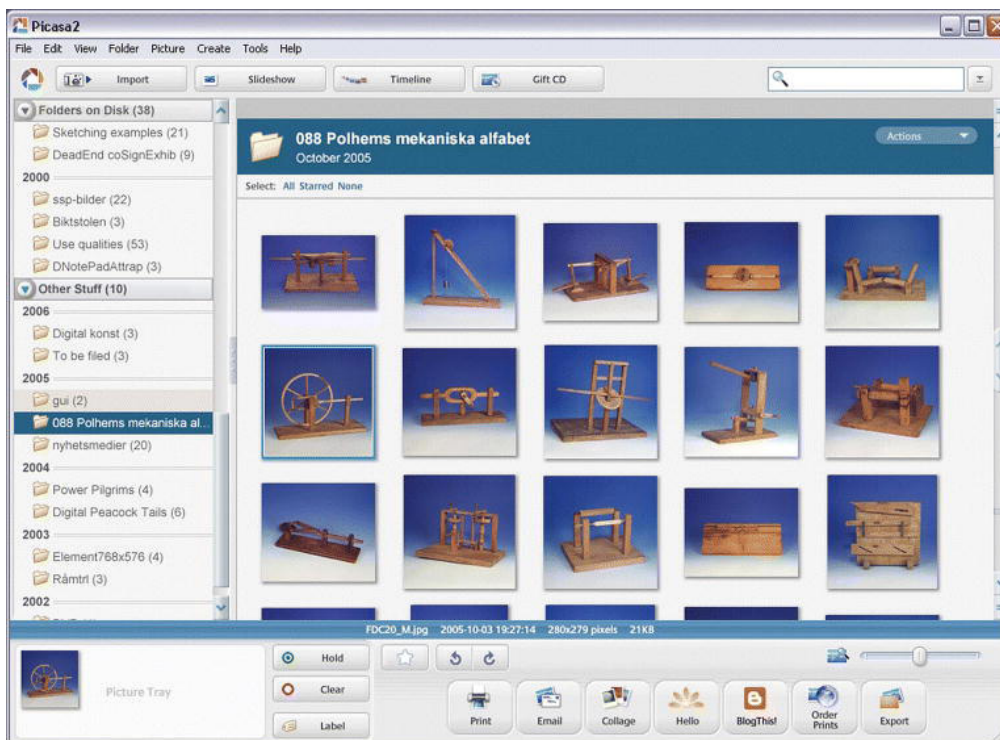 Picasa2
File Edit View Folder Picture Create Tools Help
Import Slideshow Timeline Gift CD
Folders on Disk (38)
Sketching examples (21)
DeadEnd coSignExhib (9)
2000
ssp-bilder (22)
Biktstolen (3)
Use qualities (53)
DNotePadAttrap (3)
Other Stuff (10)
2006
Digital konst (3)
To be filed (3)
2005
gui (2)
088 Polhems mekaniska al...
nyhetsmedier (20)
2004
Power Pilgrims (4)
Digital Peacock Tails (6)
2003
Element768x576 (4)
Råmtrl (3)
2002
088 Polhems mekaniska alfabet
October 2005
Actions
Select: All Starred None
FDC20_M.jpg 2005-10-03 19:27:14 280x279 pixels 21KB
Picture Tray
Hold
Clear
Label
Print Email Collage Hello BlogThis! Order Prints Export